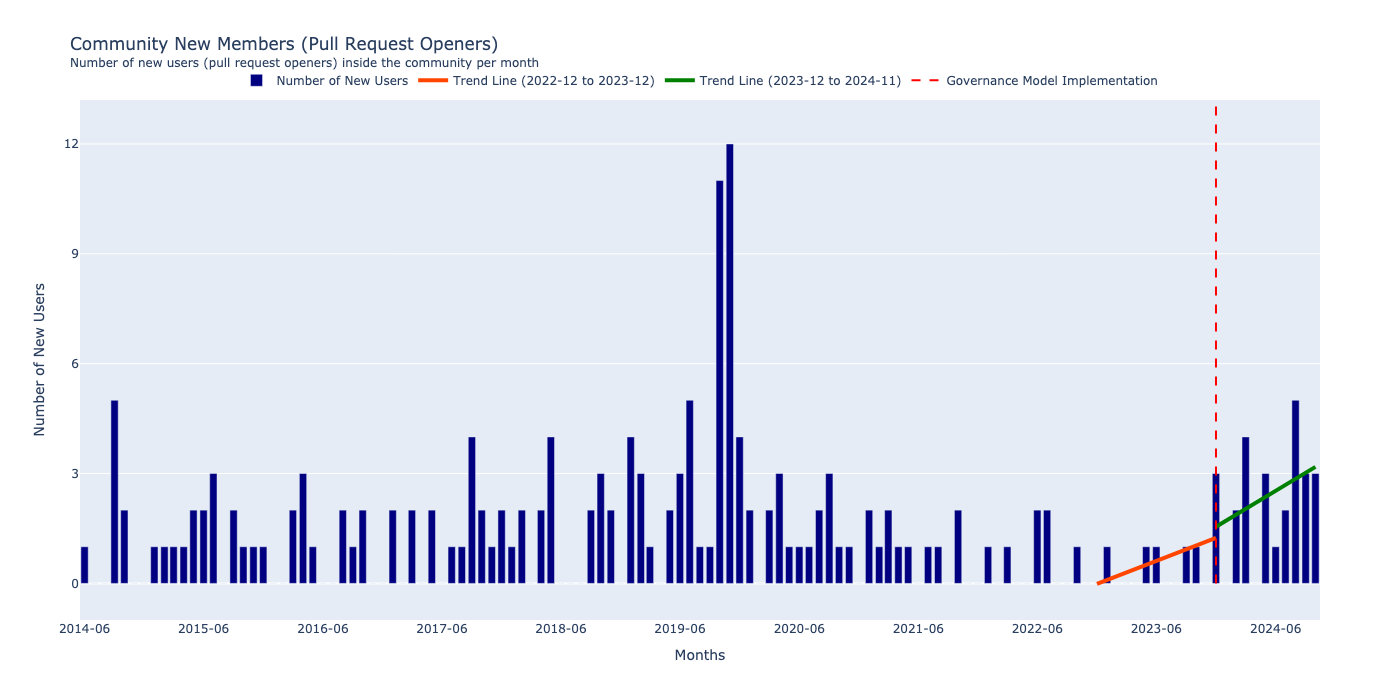 Community New Members (Pull Request Openers)
Number of new users (pull request openers) inside the community per month
Number of New Users Trend Line (2022-12 to 2023-12) Trend Line (2023-12 to 2024-11) Governance Model Implementation
Number of New Users
12
9
6
3
0
2014-06 2015-06 2016-06 2017-06 2018-06 2019-06 2020-06 2021-06 2022-06 2023-06 2024-06
Months